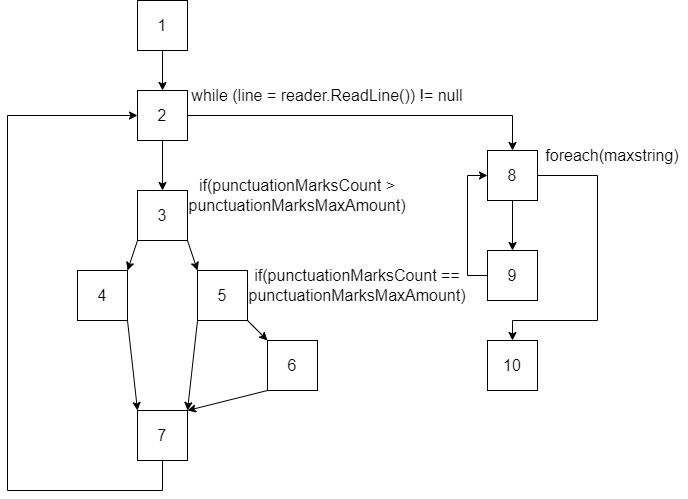 1
while (line = reader.ReadLine()) != null
2
foreach(maxstring)
8
if(punctuationMarksCount >
punctuationMarksMaxAmount)
3
if(punctuationMarksCount ==
punctuationMarksMaxAmount)
4
5
9
6
10
7